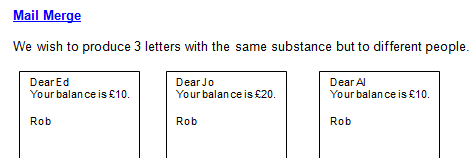 Mail Merge
We wish to produce 3 letters with the same substance but to different people.
Dear Ed
Your balance is £10.
Rob
Dear Jo
Your balance is £20.
Rob
Dear Al
Your balance is £10.
Rob